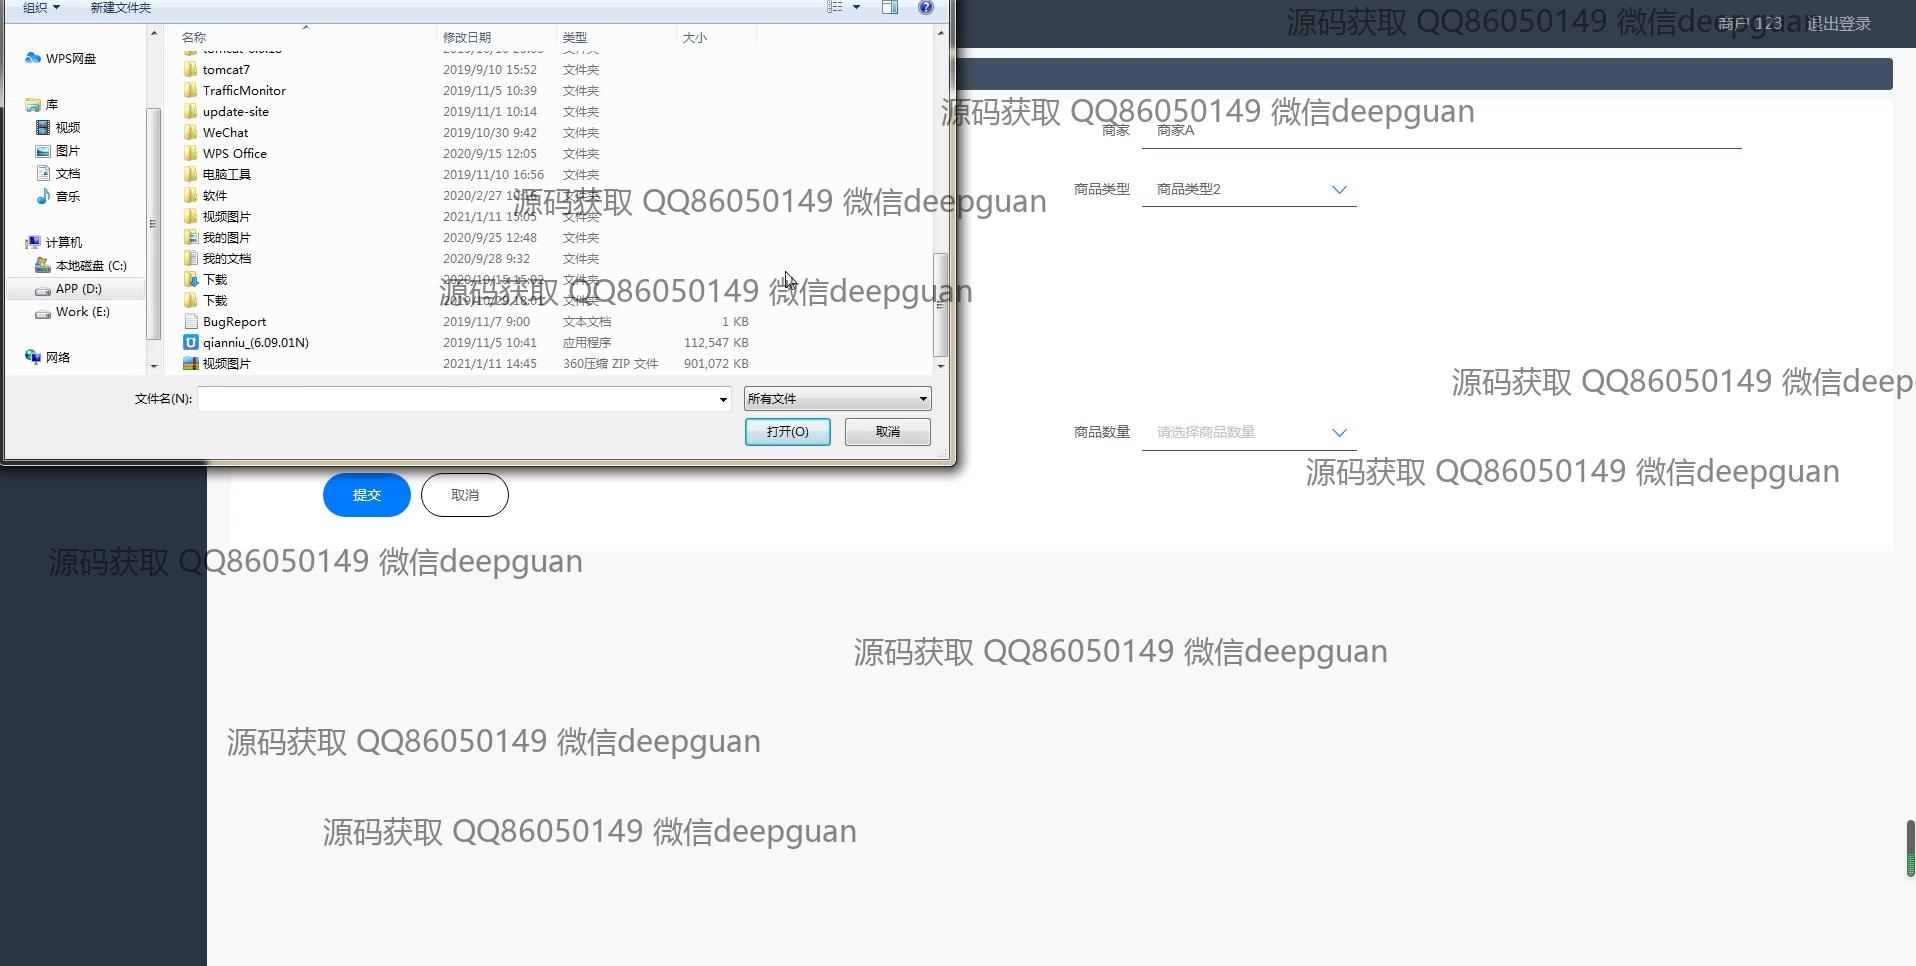 组织 新建文件夹
源码获取 QQ86050149 微信deepguan
商户 123 退出登录
名称 修改日期 类型 大小
WPS网盘
库
视频
图片
文档
音乐
计算机
本地磁盘 (C:)
APP (D:)
Work (E:)
网络
tomcat7 2019/9/10 15:52 文件夹
TrafficMonitor 2019/11/5 10:39 文件夹
update-site 2019/11/1 10:14 文件夹
WeChat 2019/10/30 9:42 文件夹
WPS Office 2020/9/15 12:05 文件夹
电脑工具 2019/11/10 16:56 文件夹
软件 2020/2/27 文件夹
视频图片 2021/1/11 15:05 文件夹
我的图片 2020/9/25 12:48 文件夹
我的文档 2020/9/28 9:32 文件夹
下载 2020/10/15 15:02 文件夹
下载 2019/10/29 18:01 文件夹
BugReport 2019/11/7 9:00 文本文档 1 KB
qianniu_(6.09.01N) 2019/11/5 10:41 应用程序 112,547 KB
视频图片 2021/1/11 14:45 360压缩 ZIP 文件 901,072 KB
文件名(N): 所有文件
打开(O) 取消
源码获取 QQ86050149 微信deepguan
商家 商家A
商品类型 商品类型2
源码获取 QQ86050149 微信deepguan
源码获取 QQ86050149 微信deepguan
源码获取 QQ86050149 微信deep
商品数量 请选择商品数量
源码获取 QQ86050149 微信deepguan
提交 取消
源码获取 QQ86050149 微信deepguan
源码获取 QQ86050149 微信deepguan
源码获取 QQ86050149 微信deepguan
源码获取 QQ86050149 微信deepguan